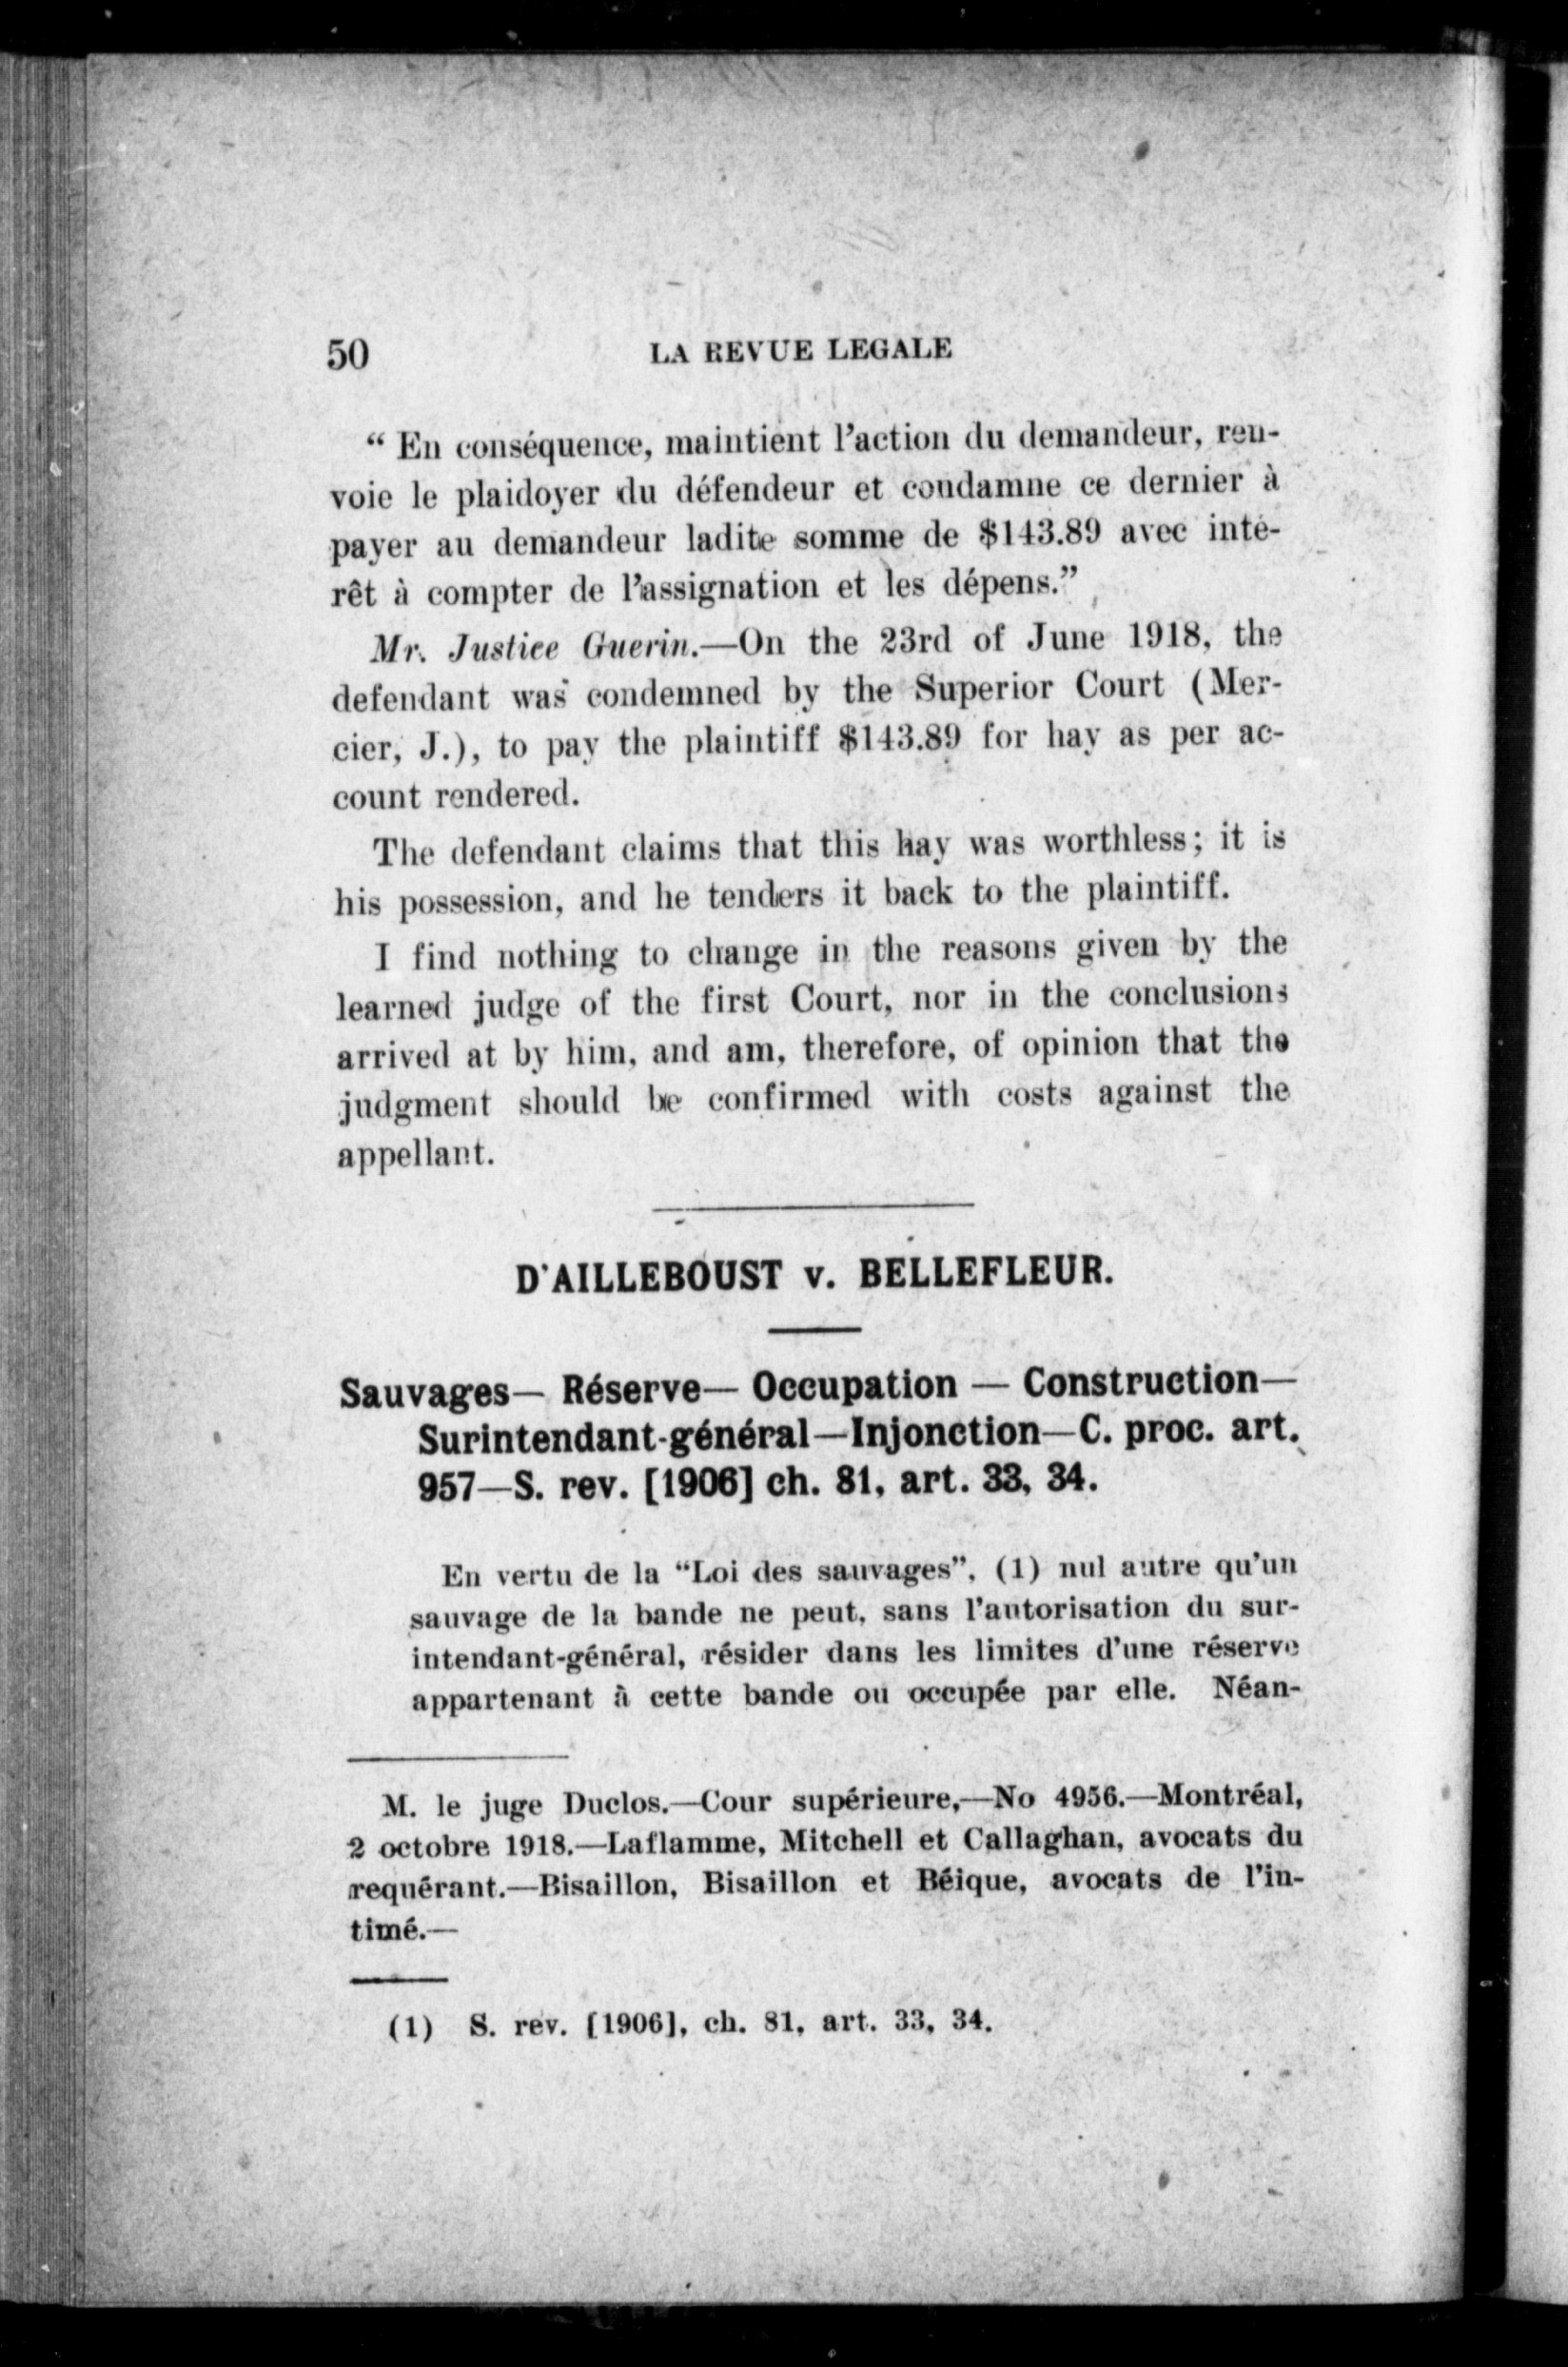 50 LA REVUE LEGALE
“ En conséquence, maintient l’action du demandeur, ren-
voie le plaidoyer du défendeur et condamne ce dernier à
payer au demandeur ladite somme de $143.89 avec inté-
rêt à compter de l’assignation et les dépens.”
Mr. Justice Guerin.—On the 23rd of June 1918, the
defendant was condemned by the Superior Court (Mer-
cier, J.), to pay the plaintiff $143.89 for hay as per ac-
count rendered.
The defendant claims that this hay was worthless; it is
his possession, and he tenders it back to the plaintiff.
I find nothing to change in the reasons given by the
learned judge of the first Court, nor in the conclusions
arrived at by him, and am, therefore, of opinion that the
judgment should be confirmed with costs against the
appellant.
D’AILLEBOUST v. BELLEFLEUR.
Sauvages— Réserve— Occupation — Construction—
Surintendant-général—Injonction—C. proc. art.
957—S. rev. [1906] ch. 81, art. 33, 34.
En vertu de la “Loi des sauvages”, (1) nul autre qu’un
sauvage de la bande ne peut, sans l’autorisation du sur-
intendant-général, résider dans les limites d’une réserve
appartenant à cette bande ou occupée par elle. Néan-
M. le juge Duclos.—Cour supérieure,—No 4956.—Montréal,
2 octobre 1918.—Laflamme, Mitchell et Callaghan, avocats du
requérant.—Bisaillon, Bisaillon et Béique, avocats de l’in-
timé.—
(1) S. rev. [1906], ch. 81, art. 33, 34.